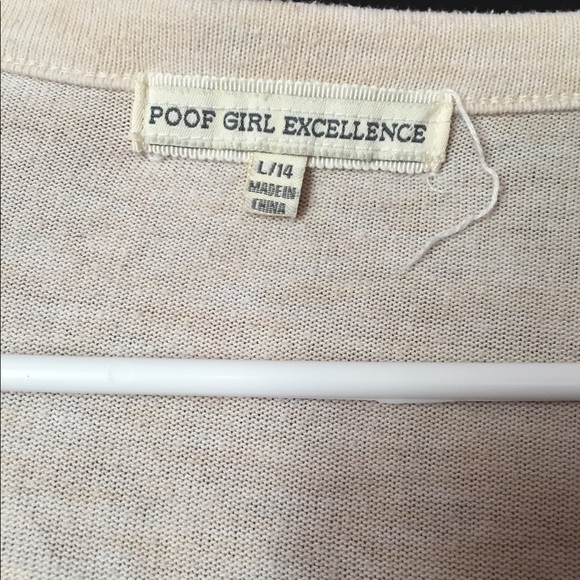 POOF GIRL EXCELLENCE
L/14
MADE IN
CHINA